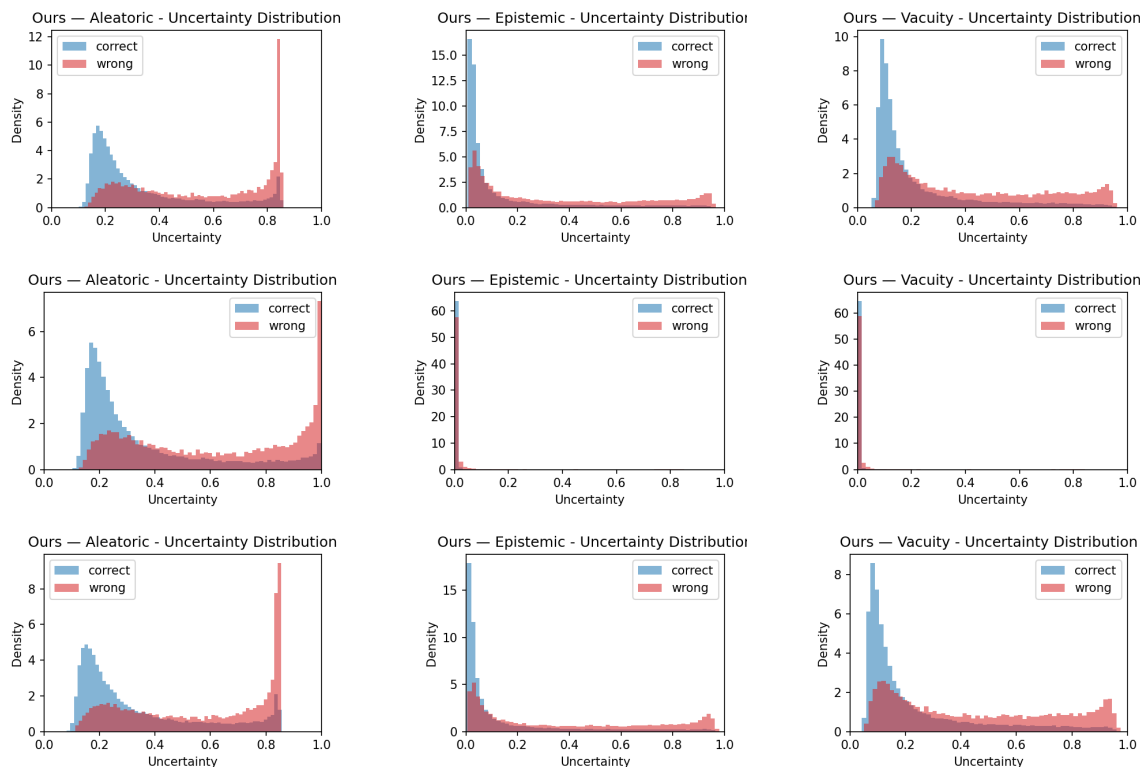 Ours — Aleatoric - Uncertainty Distribution
12
10
8
6
4
2
0
Density
correct
wrong
0.0 0.2 0.4 0.6 0.8 1.0
Uncertainty
Ours — Epistemic - Uncertainty Distribution
15.0
12.5
10.0
7.5
5.0
2.5
0.0
Density
correct
wrong
0.0 0.2 0.4 0.6 0.8 1.0
Uncertainty
Ours — Vacuity - Uncertainty Distribution
10
8
6
4
2
0
Density
correct
wrong
0.0 0.2 0.4 0.6 0.8 1.0
Uncertainty
Ours — Aleatoric - Uncertainty Distribution
6
4
2
0
Density
correct
wrong
0.0 0.2 0.4 0.6 0.8 1.0
Uncertainty
Ours — Epistemic - Uncertainty Distribution
60
50
40
30
20
10
0
Density
correct
wrong
0.0 0.2 0.4 0.6 0.8 1.0
Uncertainty
Ours — Vacuity - Uncertainty Distribution
60
50
40
30
20
10
0
Density
correct
wrong
0.0 0.2 0.4 0.6 0.8 1.0
Uncertainty
Ours — Aleatoric - Uncertainty Distribution
8
6
4
2
0
Density
correct
wrong
0.0 0.2 0.4 0.6 0.8 1.0
Uncertainty
Ours — Epistemic - Uncertainty Distribution
15
10
5
0
Density
correct
wrong
0.0 0.2 0.4 0.6 0.8 1.0
Uncertainty
Ours — Vacuity - Uncertainty Distribution
8
6
4
2
0
Density
correct
wrong
0.0 0.2 0.4 0.6 0.8 1.0
Uncertainty